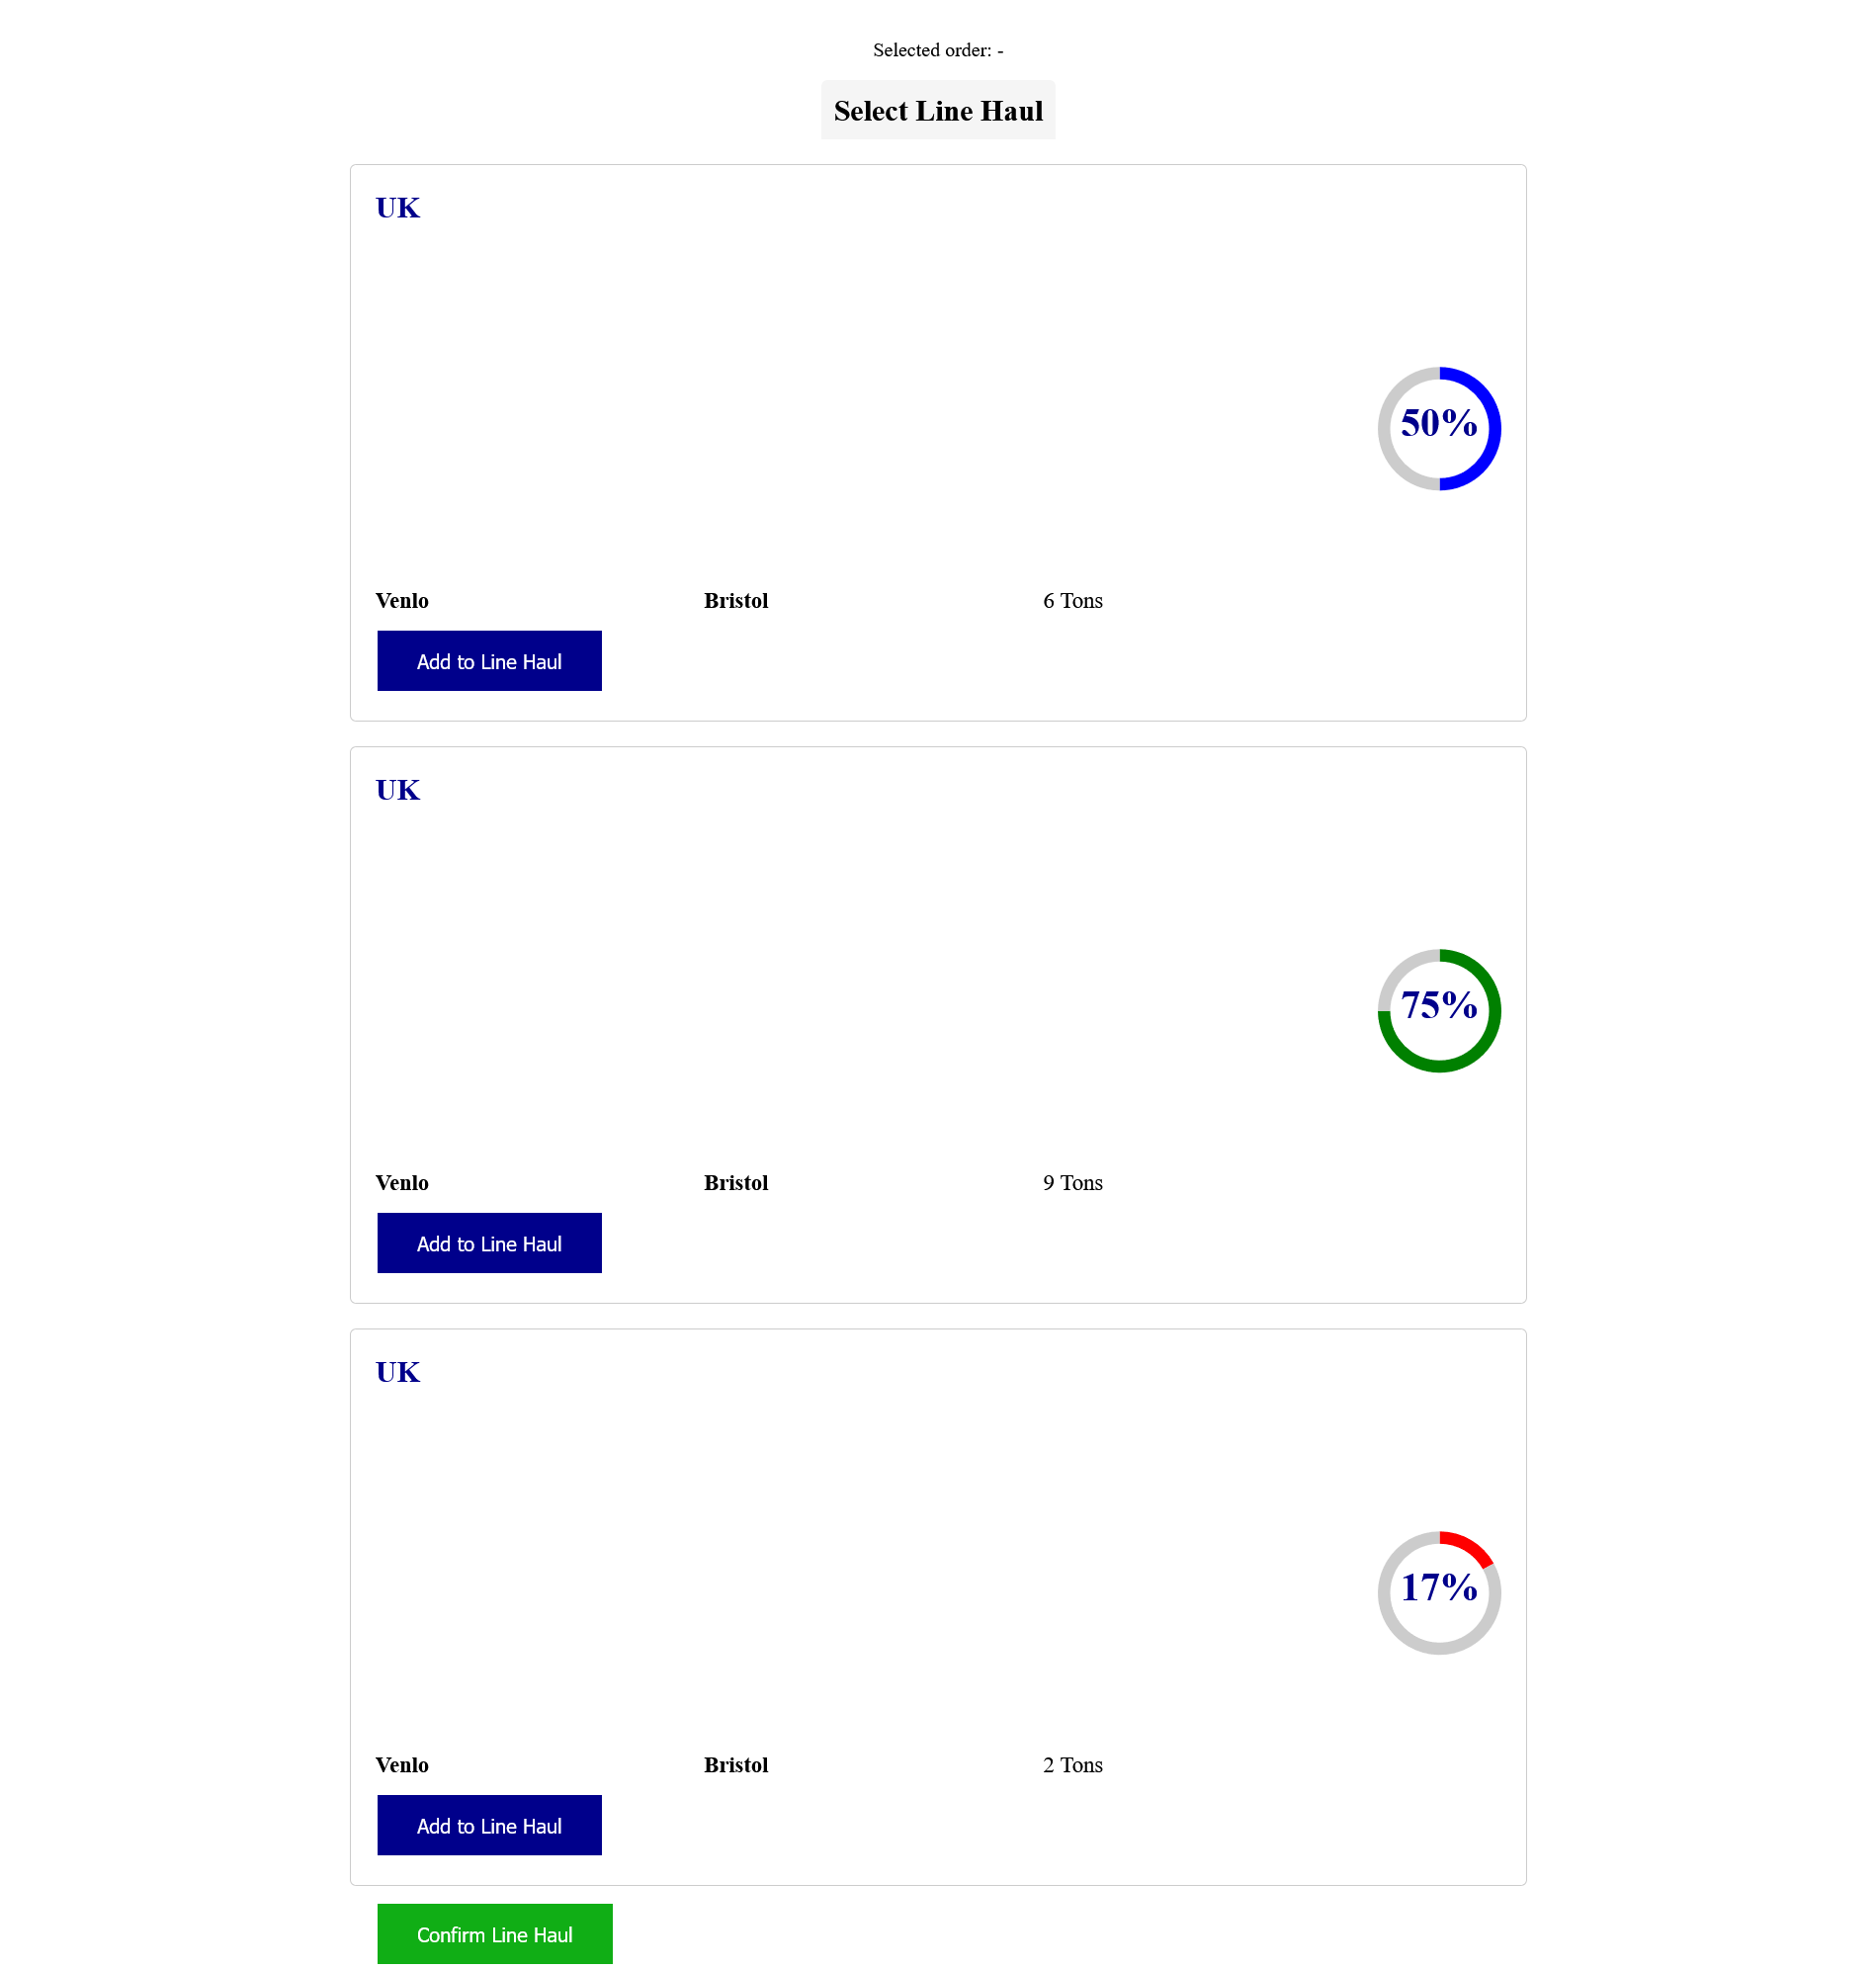 Selected order: -
Select Line Haul
UK
50%
Venlo Bristol 6 Tons
Add to Line Haul
UK
75%
Venlo Bristol 9 Tons
Add to Line Haul
UK
17%
Venlo Bristol 2 Tons
Add to Line Haul
Confirm Line Haul